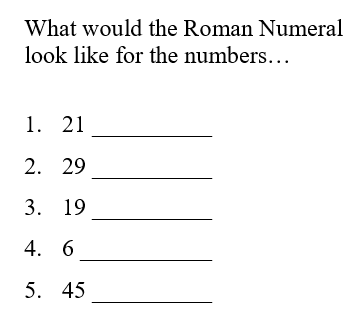 What would the Roman Numeral
look like for the numbers…
1. 21 __________
2. 29 __________
3. 19 __________
4. 6 ___________
5. 45 __________